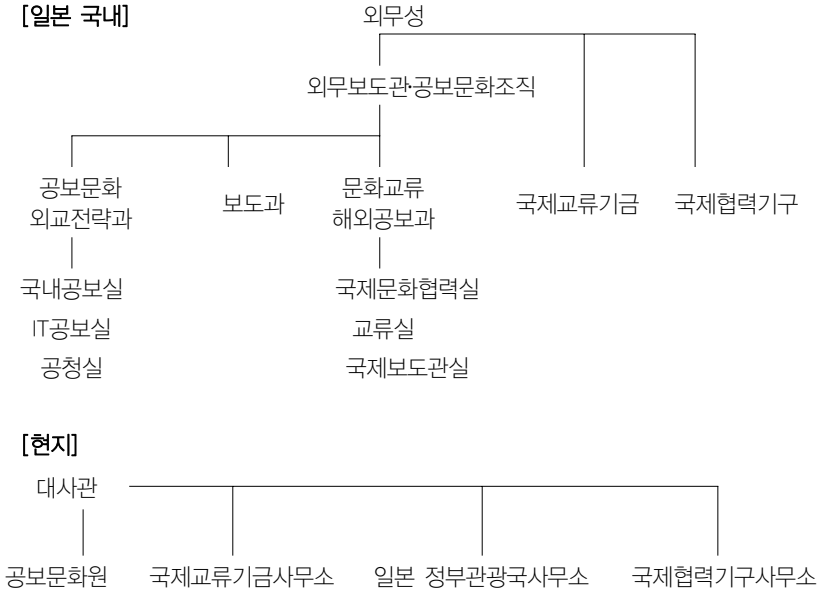 [일본 국내]
외무성
외무보도관·공보문화조직
공보문화
외교전략과
보도과
문화교류
해외공보과
국제교류기금
국제협력기구
국내공보실
IT공보실
공청실
국제문화협력실
교류실
국제보도관실
[현지]
대사관
공보문화원
국제교류기금사무소
일본 정부관광국사무소
국제협력기구사무소